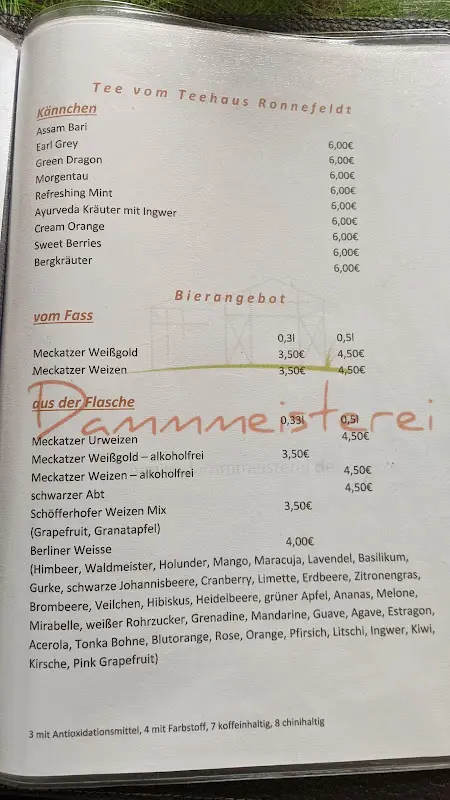 Tee vom Teehaus Ronnefeldt
Kännchen
Assam Bari 6,00€
Earl Grey 6,00€
Green Dragon 6,00€
Morgentau 6,00€
Refreshing Mint 6,00€
Ayurveda Kräuter mit Ingwer 6,00€
Cream Orange 6,00€
Sweet Berries 6,00€
Bergkräuter 6,00€
Bierangebot
vom Fass
0,3l 0,5l
Meckatzer Weißgold 3,50€ 4,50€
Meckatzer Weizen 3,50€ 4,50€
Dammmeisterei
aus der Flasche 0,33l 0,5l
Meckatzer Urweizen 4,50€
Meckatzer Weißgold – alkoholfrei 3,50€
Meckatzer Weizen – alkoholfrei 4,50€
schwarzer Abt 4,50€
Schöfferhofer Weizen Mix 3,50€
(Grapefruit, Granatapfel)
Berliner Weisse 4,00€
(Himbeer, Waldmeister, Holunder, Mango, Maracuja, Lavendel, Basilikum,
Gurke, schwarze Johannisbeere, Cranberry, Limette, Erdbeere, Zitronengras,
Brombeere, Veilchen, Hibiskus, Heidelbeere, grüner Apfel, Ananas, Melone,
Mirabelle, weißer Rohrzucker, Grenadine, Mandarine, Guave, Agave, Estragon,
Acerola, Tonka Bohne, Blutorange, Rose, Orange, Pfirsich, Litschi, Ingwer, Kiwi,
Kirsche, Pink Grapefruit)
3 mit Antioxidationsmittel, 4 mit Farbstoff, 7 koffeinhaltig, 8 chinihaltig